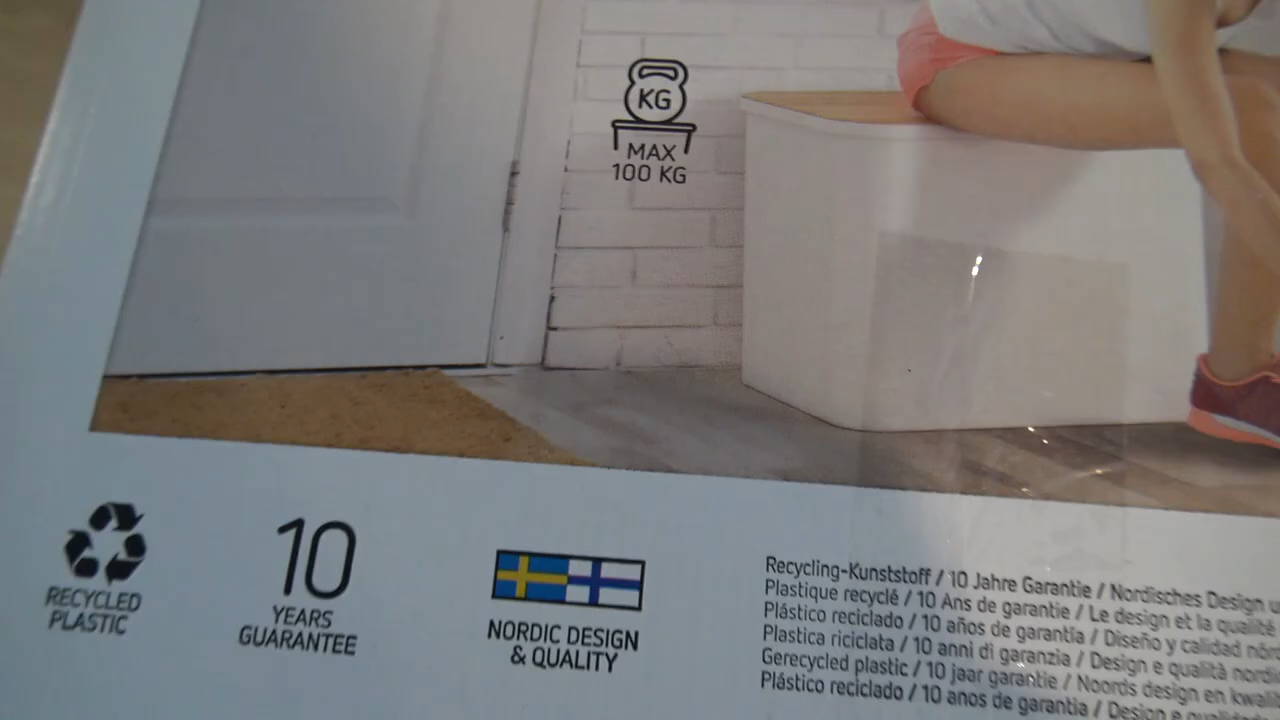 KG
MAX
100 KG
RECYCLED
PLASTIC
10
YEARS
GUARANTEE
NORDIC DESIGN
& QUALITY
Recycling-Kunststoff / 10 Jahre Garantie / Nordisches Design
Plastique recyclé / 10 Ans de garantie / Le design et la qualité
Plástico reciclado / 10 años de garantía / Diseño y calidad
Plastica riciclata / 10 anni di garanzia / Design e qualità
Gerecycled plastic / 10 jaar garantie / Noords design en
Plástico reciclado / 10 anos de garantia / Design e